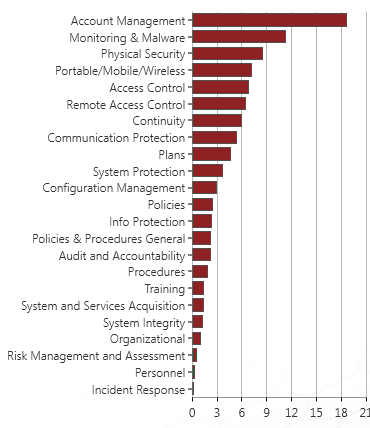 Account Management
Monitoring & Malware
Physical Security
Portable/Mobile/Wireless
Access Control
Remote Access Control
Continuity
Communication Protection
Plans
System Protection
Configuration Management
Policies
Info Protection
Policies & Procedures General
Audit and Accountability
Procedures
Training
System and Services Acquisition
System Integrity
Organizational
Risk Management and Assessment
Personnel
Incident Response
0 3 6 9 12 15 18 21